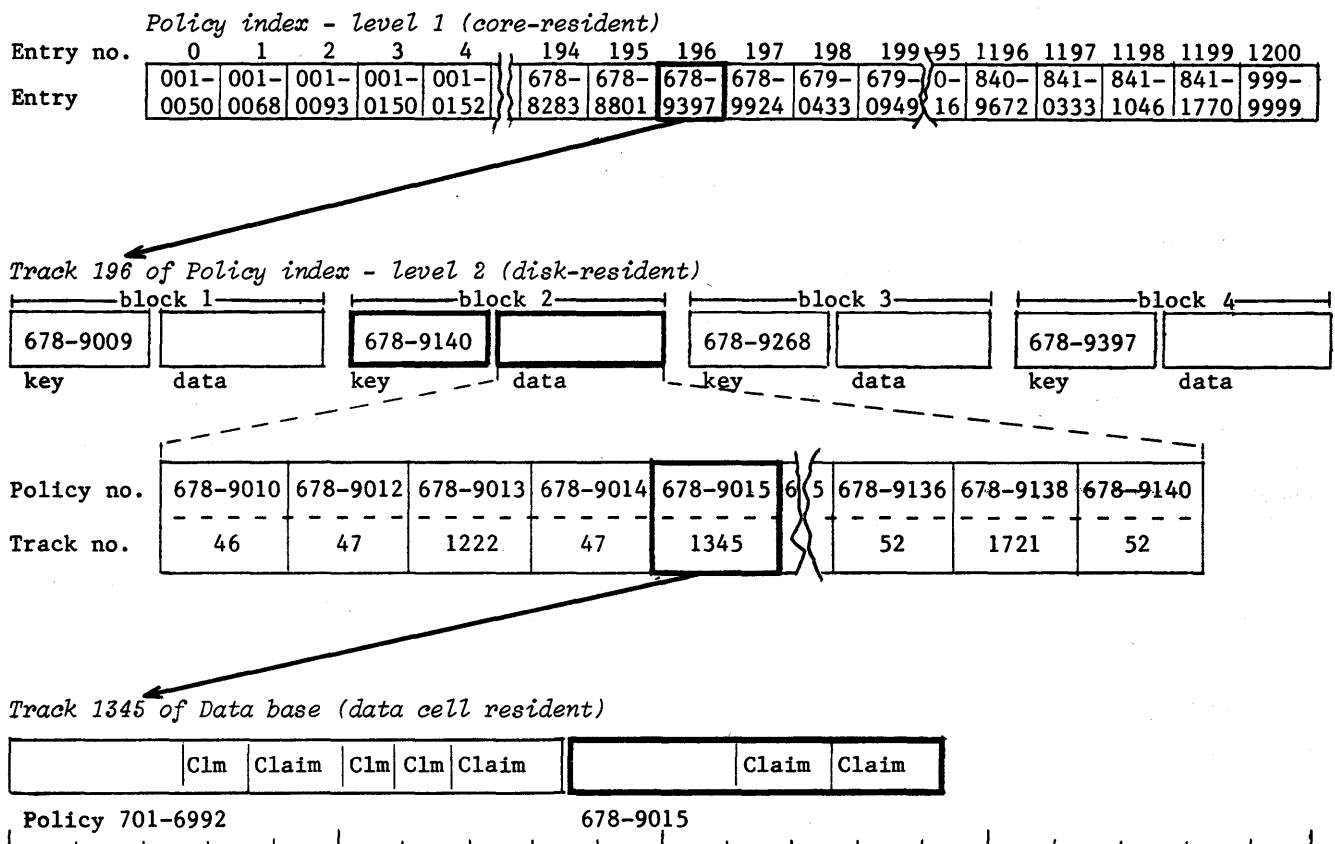 Policy index - level 1 (core-resident)
Entry no. 0 1 2 3 4 194 195 196 197 198 199 95 1196 1197 1198 1199 1200
001- 001- 001- 001- 001- 678- 678- 678- 678- 679- 679- 0- 840- 841- 841- 841- 999-
Entry
0050 0068 0093 0150 0152 8283 8801 9397 9924 0433 0949 16 9672 0333 1046 1770 9999
Track 196 of Policy index - level 2 (disk-resident)
block 1 block 2 block 3 block 4
678-9009 678-9140 678-9268 678-9397
key data key data key data key data
Policy no. 678-9010 678-9012 678-9013 678-9014 678-9015 6 5 678-9136 678-9138 678-9140
Track no. 46 47 1222 47 1345 52 1721 52
Track 1345 of Data base (data cell resident)
Clm Claim Clm Clm Claim Claim Claim
Policy 701-6992 678-9015